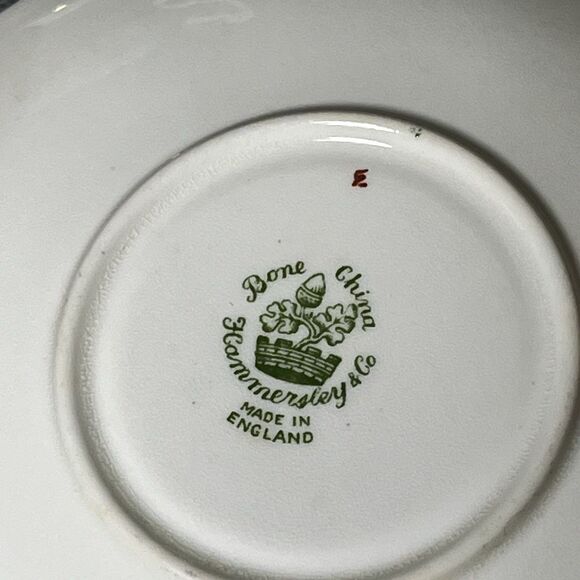 E
Bone China
Hammersley & Co
MADE IN
ENGLAND